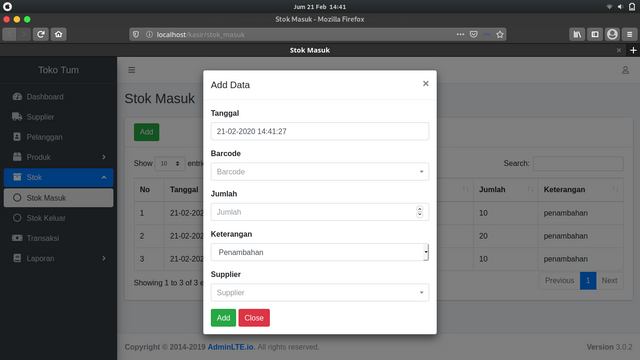 Jum 21 Feb 14:41
Stok Masuk - Mozilla Firefox
localhost/kasir/stok_masuk
Stok Masuk
Toko Tum
Dashboard
Supplier
Pelanggan
Produk
Stok
Stok Masuk
Stok Keluar
Transaksi
Laporan
Stok Masuk
Add
Show 10 entrie
Search:
No Tanggal Jumlah Keterangan
1 21-02-202 10 penambahan
2 21-02-202 20 penambahan
3 21-02-202 10 penambahan
Showing 1 to 3 of 3 e
Previous 1 Next
Add Data
×
Tanggal
21-02-2020 14:41:27
Barcode
Barcode
Jumlah
Jumlah
Keterangan
Penambahan
Supplier
Supplier
Add Close
Copyright © 2014-2019 AdminLTE.io. All rights reserved.
Version 3.0.2